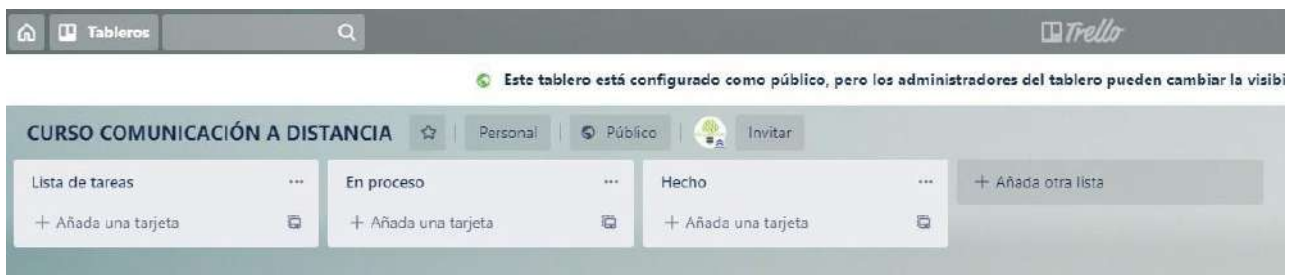 Tableros
Trello
Este tablero está configurado como público, pero los administradores del tablero pueden cambiar la visibi
CURSO COMUNICACIÓN A DISTANCIA
Personal
Público
Invitar
Lista de tareas
+ Añada una tarjeta
En proceso
+ Añada una tarjeta
Hecho
+ Añada una tarjeta
+ Añada otra lista